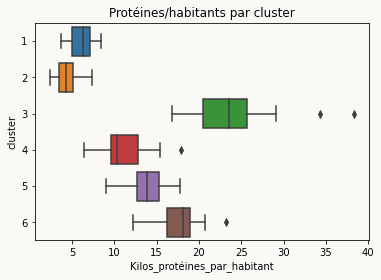 Protéines/habitants par cluster
cluster
1
2
3
4
5
6
5 10 15 20 25 30 35 40
Kilos_protéines_par_habitant